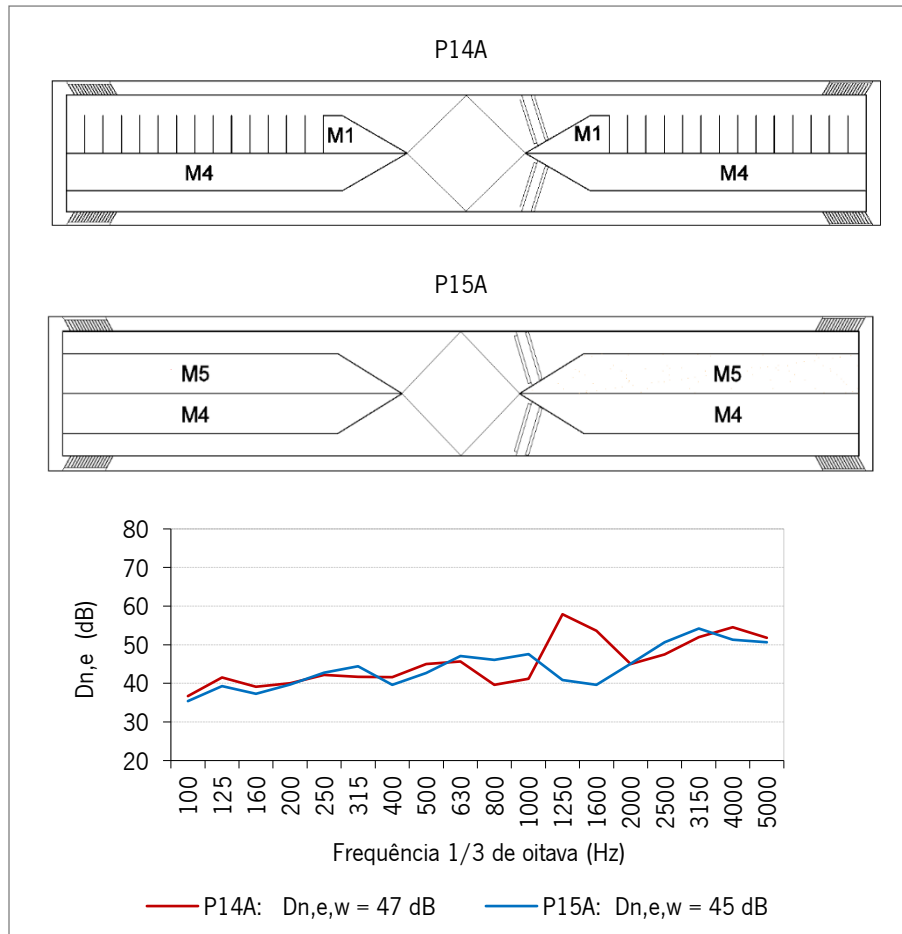 P14A
M1 M1
M4 M4
P15A
M5 M5
M4 M4
80
70
60
50
40
30
20
Dn,e (dB)
100 125 160 200 250 315 400 500 630 800 1000 1250 1600 2000 2500 3150 4000 5000
Frequência 1/3 de oitava (Hz)
P14A: Dn,e,w = 47 dB P15A: Dn,e,w = 45 dB